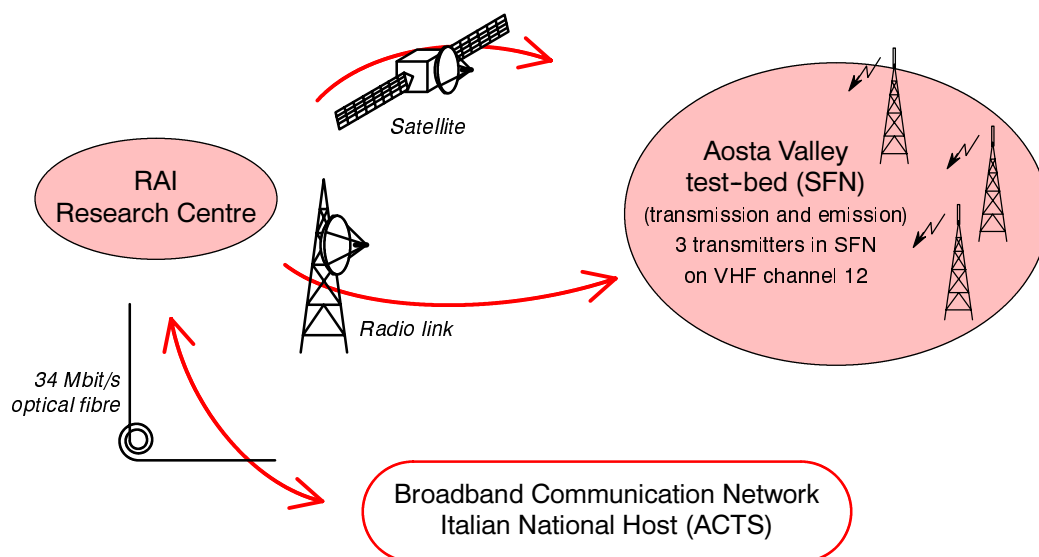 Satellite
RAI
Research Centre
Aosta Valley
test-bed (SFN)
(transmission and emission)
3 transmitters in SFN
on VHF channel 12
Radio link
34 Mbit/s
optical fibre
Broadband Communication Network
Italian National Host (ACTS)